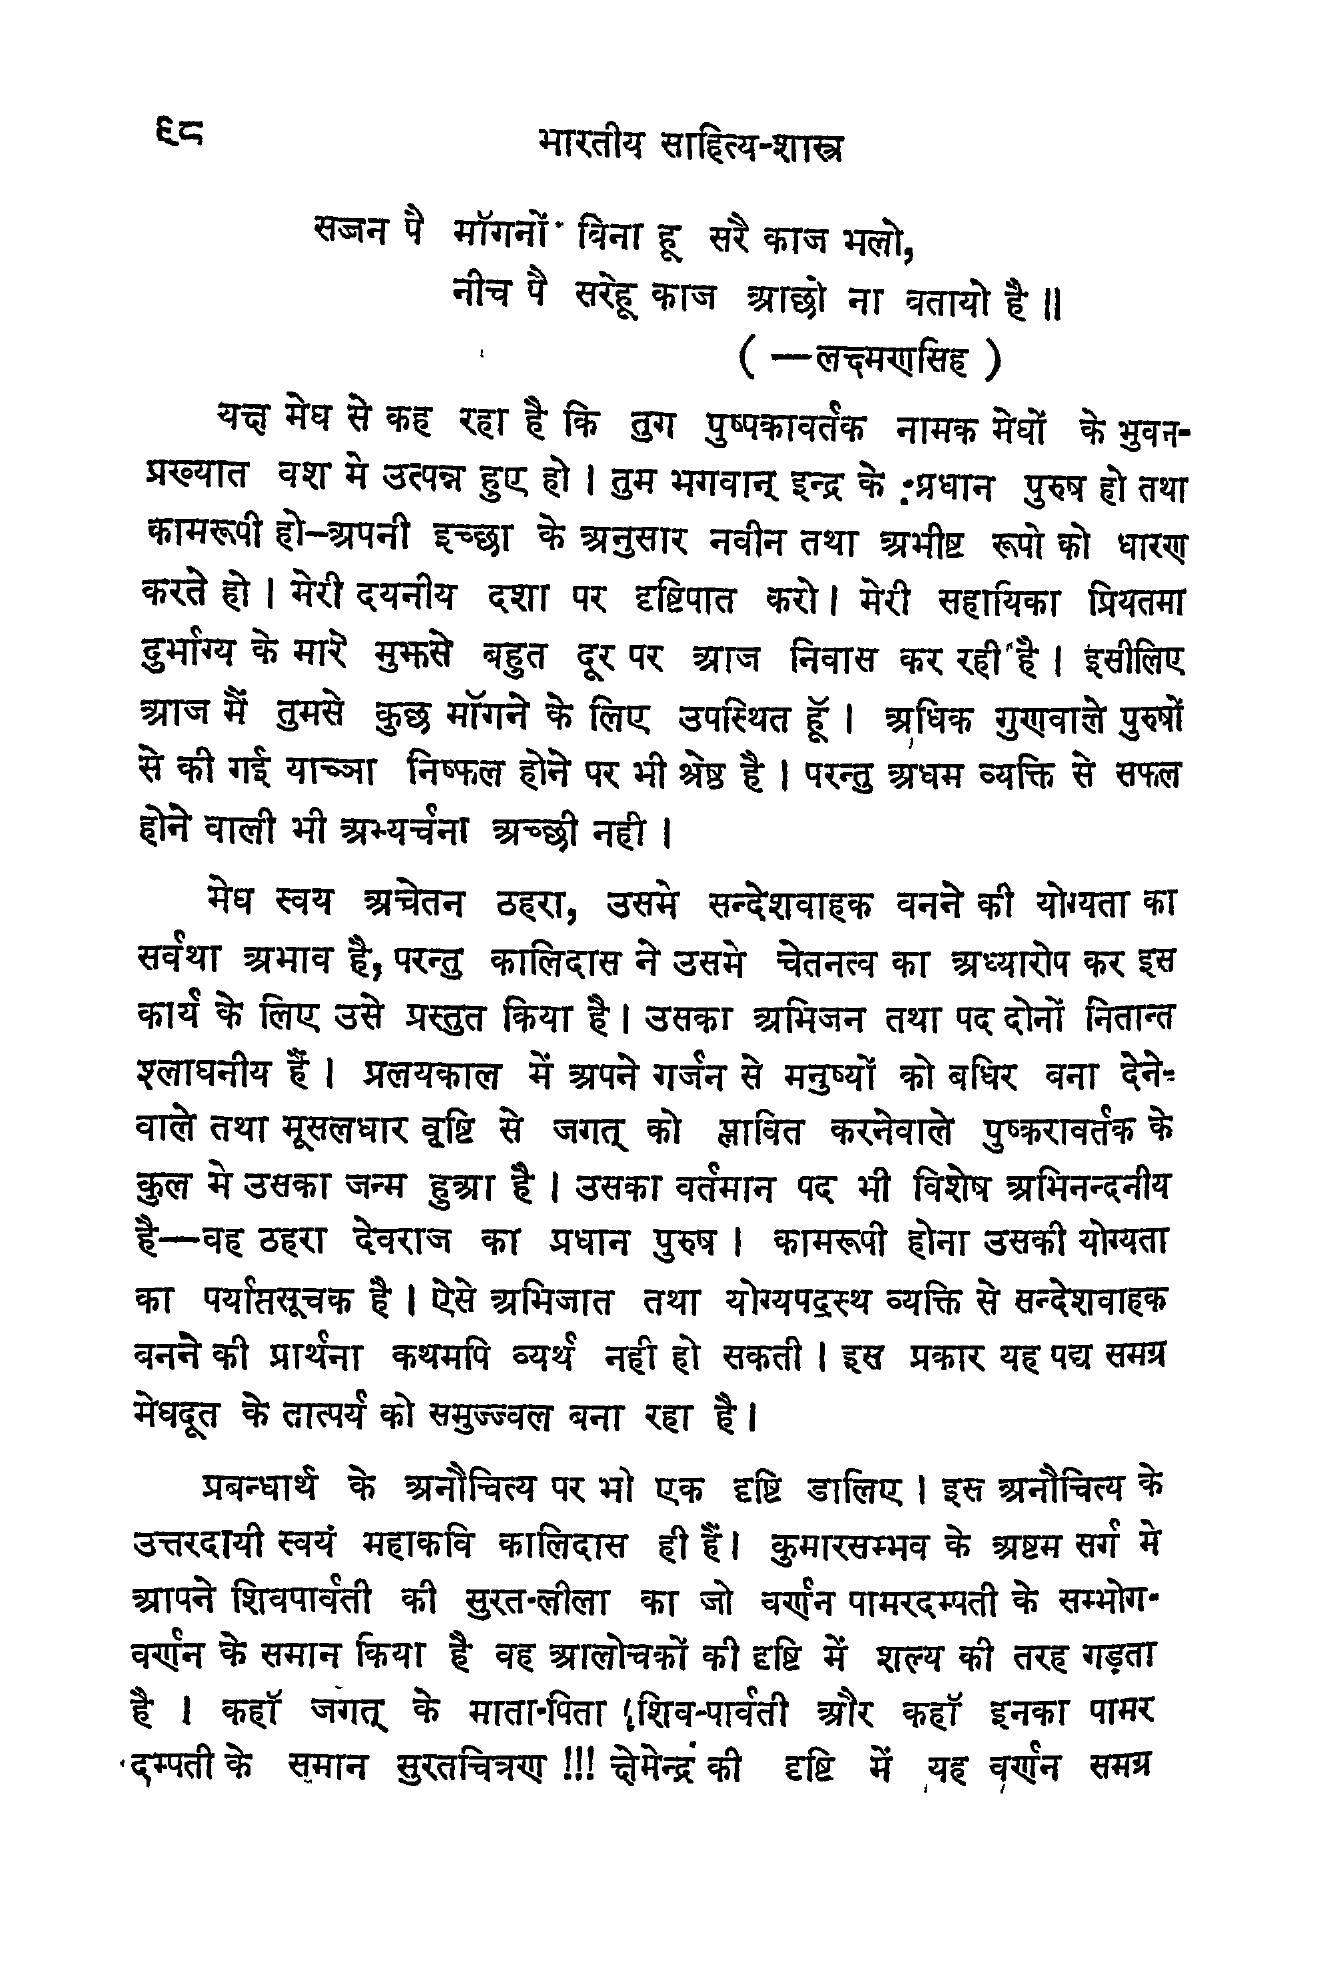 ६८
भारतीय साहित्य-शास्त्र
सज्जन पै मॉगनों बिना हू सरै काज भलो,
नीच पै सरेहू काज आछो ना बतायो है ॥
( —लक्ष्मणसिह )
यक्ष मेघ से कह रहा है कि तुग पुष्पकावर्तक नामक मेघों के भुवन-
प्रख्यात वश मे उत्पन्न हुए हो । तुम भगवान् इन्द्र के प्रधान पुरुष हो तथा
कामरूपी हो–अपनी इच्छा के अनुसार नवीन तथा अभीष्ट रूपो को धारण
करते हो । मेरी दयनीय दशा पर दृष्टिपात करो । मेरी सहायिका प्रियतमा
दुर्भाग्य के मारे मुझसे बहुत दूर पर आज निवास कर रही है । इसीलिए
आज मैं तुमसे कुछ मॉगने के लिए उपस्थित हूॅ । अधिक गुणवाले पुरुषों
से की गई याच्ञा निष्फल होने पर भी श्रेष्ठ है । परन्तु अधम व्यक्ति से सफल
होने वाली भी अभ्यर्चना अच्छी नही ।
मेघ स्वय अचेतन ठहरा, उसमे सन्देशवाहक बनने की योग्यता का
सर्वथा अभाव है, परन्तु कालिदास ने उसमे चेतनत्व का अध्यारोप कर इस
कार्य के लिए उसे प्रस्तुत किया है । उसका अभिजन तथा पद दोनों नितान्त
श्लाघनीय हैं । प्रलयकाल में अपने गर्जन से मनुष्यों को बधिर बना देने-
वाले तथा मूसलधार वृष्टि से जगत् को प्लावित करनेवाले पुष्करावर्तक के
कुल मे उसका जन्म हुआ है । उसका वर्तमान पद भी विशेष अभिनन्दनीय
है—वह ठहरा देवराज का प्रधान पुरुष । कामरूपी होना उसकी योग्यता
का पर्याप्तसूचक है । ऐसे अभिजात तथा योग्यपदस्थ व्यक्ति से सन्देशवाहक
बनने की प्रार्थना कथमपि व्यर्थ नही हो सकती । इस प्रकार यह पद्य समग्र
मेघदूत के तात्पर्य को समुज्ज्वल बना रहा है ।
प्रबन्धार्थ के अनौचित्य पर भो एक दृष्टि डालिए । इस अनौचित्य के
उत्तरदायी स्वयं महाकवि कालिदास ही हैं। कुमारसम्भव के अष्टम सर्ग मे
आपने शिवपार्वती की सुरत-लीला का जो वर्णन पामरदम्पती के सम्भोग-
वर्णन के समान किया है वह आलोचकों की दृष्टि में शल्य की तरह गड़ता
है । कहॉ जगत् के माता-पिता शिव-पार्वती और कहॉ इनका पामर
दम्पती के समान सुरतचित्रण !!! क्षेमेन्द्र की दृष्टि में यह वर्णन समग्र